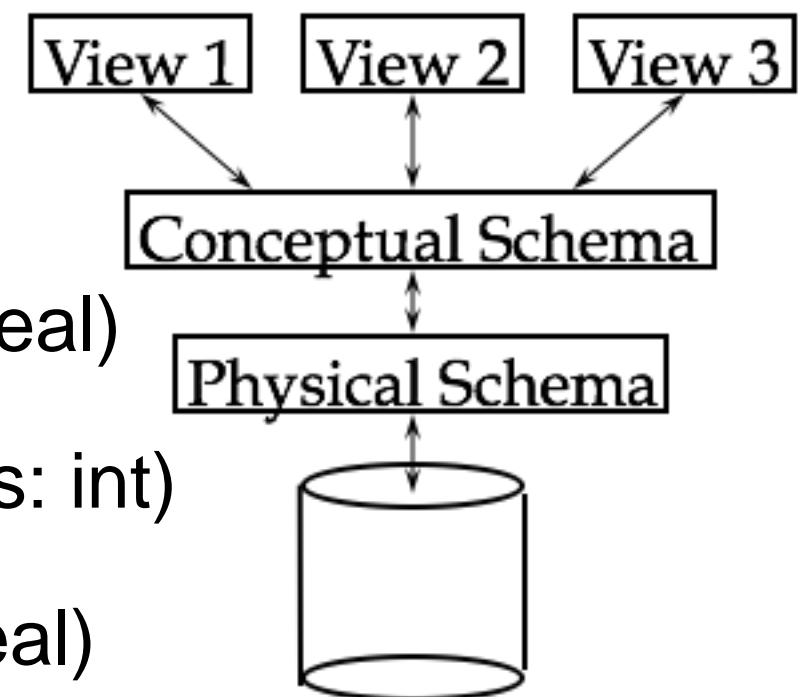 View 1
View 2
View 3
Conceptual Schema
eal)
Physical Schema
s: int)
eal)